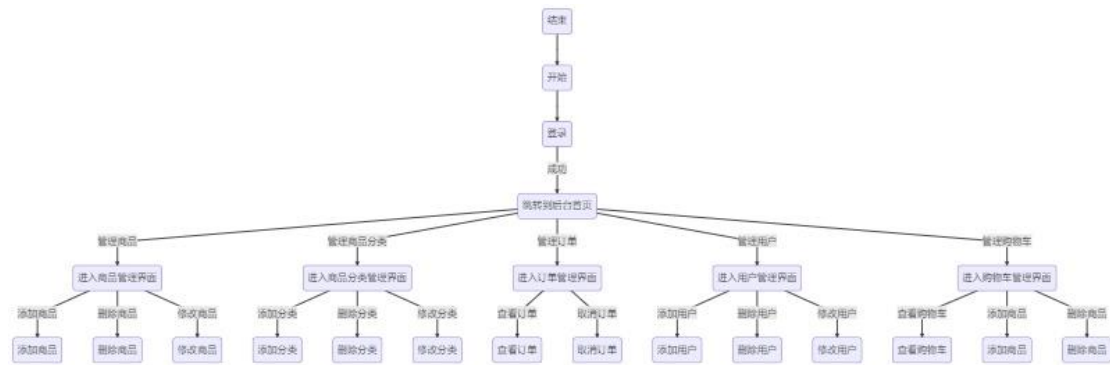 结束
开始
登录
成功
跳转到后台首页
管理商品 管理商品分类 管理订单 管理用户 管理购物车
进入商品管理界面 进入商品分类管理界面 进入订单管理界面 进入用户管理界面 进入购物车管理界面
添加商品 删除商品 修改商品 添加分类 删除分类 修改分类 查看订单 取消订单 添加用户 删除用户 修改用户 查看购物车 添加商品 删除商品
添加商品 删除商品 修改商品 添加分类 删除分类 修改分类 查看订单 取消订单 添加用户 删除用户 修改用户 查看购物车 添加商品 删除商品